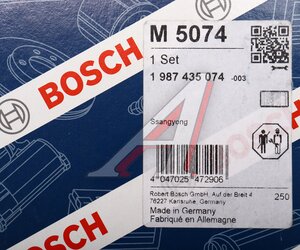 BOSCH
BOSCH
M 5074
1 Set
1 987 435 074 -003
Ssangyong
4 047025 472906
Robert Bosch GmbH, Auf der Breit 4
76227 Karlsruhe, Germany
250
Made in Germany
Fabriqué en Allemagne